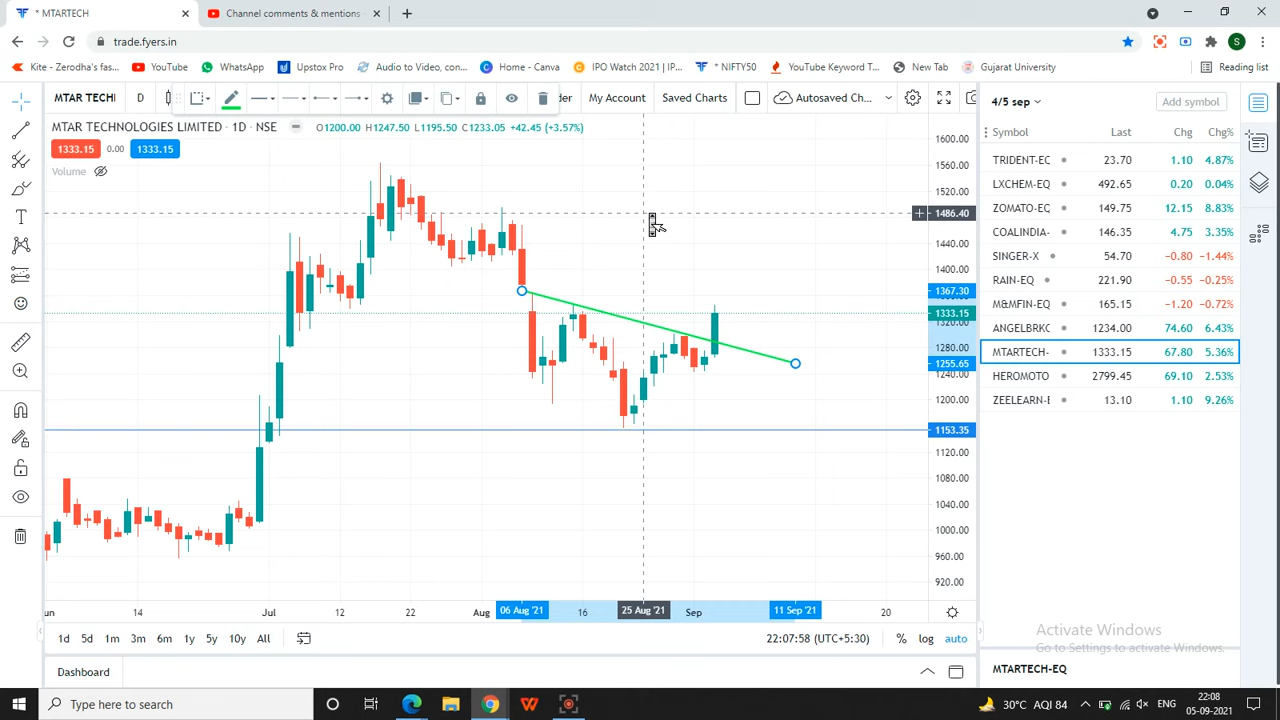 * MTARTECH
Channel comments & mentions
trade.fyers.in
Kite - Zerodha's fas...
YouTube
WhatsApp
Upstox Pro
Audio to Video, con...
Home - Canva
IPO Watch 2021 | IP...
* NIFTY50
YouTube Keyword T...
New Tab
Gujarat University
Reading list
MTAR TECH
D
der
My Account
Saved Charts
Autosaved Ch...
4/5 sep
Add symbol
MTAR TECHNOLOGIES LIMITED · 1D · NSE
O1200.00 H1247.50 L1195.50 C1233.05 +42.45 (+3.57%)
1333.15 0.00 1333.15
Volume
Symbol Last Chg Chg%
TRIDENT-EC 23.70 1.10 4.87%
LXCHEM-EQ 492.65 0.20 0.04%
ZOMATO-EQ 149.75 12.15 8.83%
COALINDIA- 146.35 4.75 3.35%
SINGER-X 54.70 -0.80 -1.44%
RAIN-EQ 221.90 -0.55 -0.25%
M&MFIN-EQ 165.15 -1.20 -0.72%
ANGELBRKC 1234.00 74.60 6.43%
MTARTECH- 1333.15 67.80 5.36%
HEROMOTO 2799.45 69.10 2.53%
ZEELEARN-E 13.10 1.10 9.26%
1600.00
1560.00
1520.00
1486.40
1440.00
1400.00
1367.30
1333.15
1320.00
1280.00
1255.65
1240.00
1200.00
1153.35
1120.00
1080.00
1040.00
1000.00
960.00
920.00
un 14 Jul 12 22 Aug 06 Aug '21 16 25 Aug '21 Sep 11 Sep '21 20
1d 5d 1m 3m 6m 1y 5y 10y All
22:07:58 (UTC+5:30)
% log auto
Activate Windows
Go to Settings to activate Windows.
Dashboard
MTARTECH-EQ
Type here to search
30°C AQI 84
ENG
22:08
05-09-2021